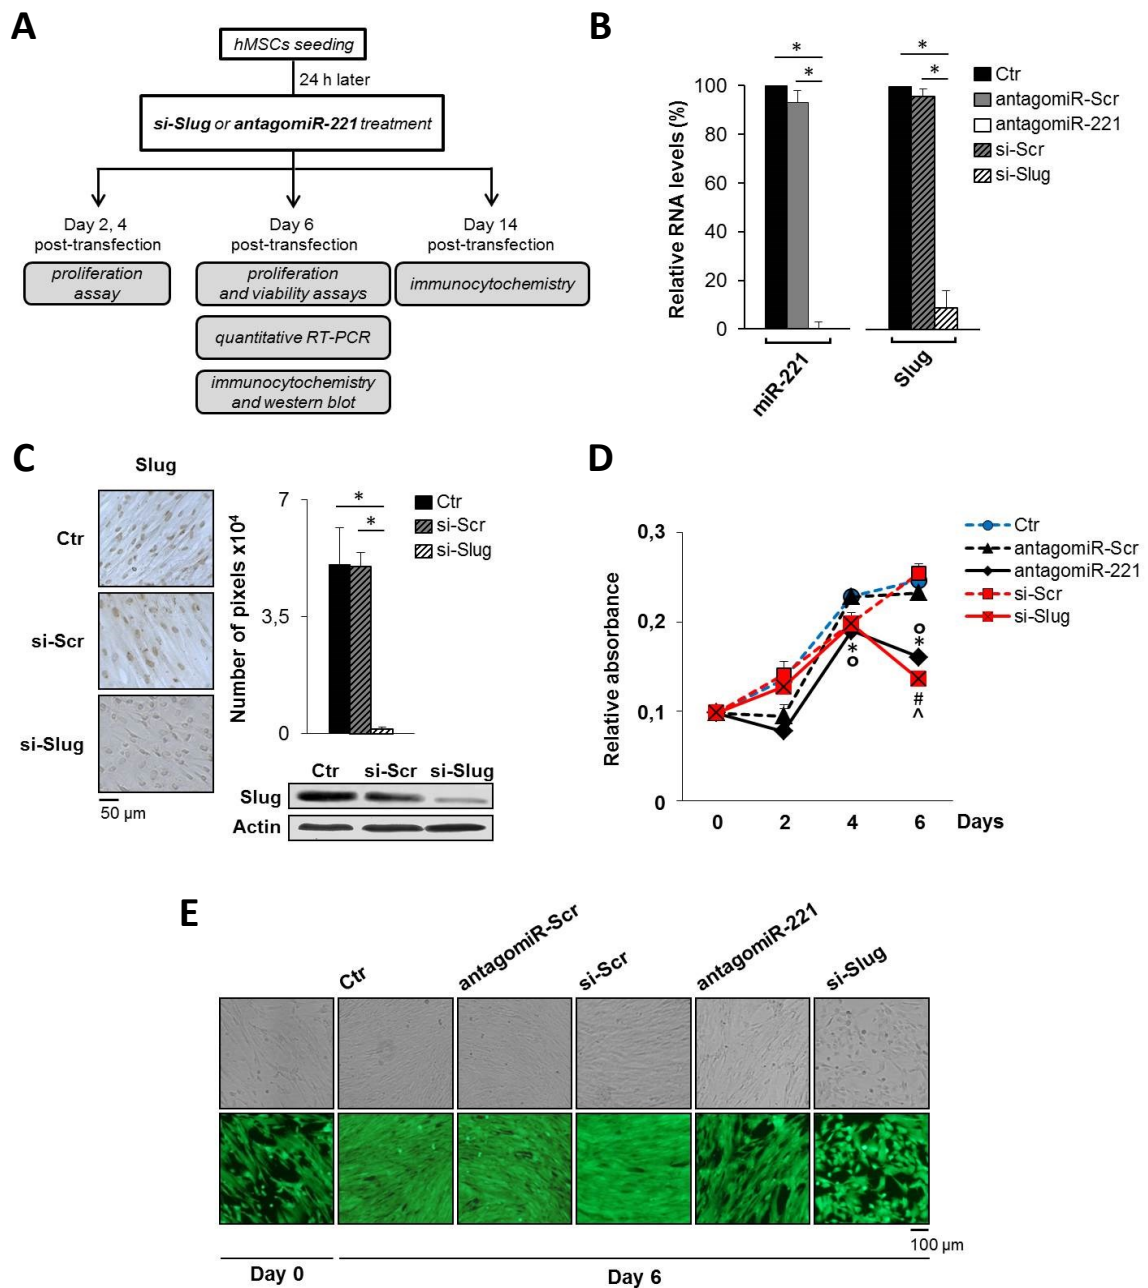 A
hMSCs seeding
24 h later
si-Slug or antagomiR-221 treatment
Day 2, 4
post-transfection
proliferation
assay
Day 6
post-transfection
proliferation
and viability assays
quantitative RT-PCR
immunocytochemistry
and western blot
Day 14
post-transfection
immunocytochemistry
B
Relative RNA levels (%)
100
80
60
40
20
0
*
*
*
*
miR-221
Slug
Ctr
antagomiR-Scr
antagomiR-221
si-Scr
si-Slug
C
Slug
Ctr
si-Scr
si-Slug
50 µm
Number of pixels x10⁴
7
3,5
0
*
*
Ctr
si-Scr
si-Slug
Ctr si-Scr si-Slug
Slug
Actin
D
Relative absorbance
0,3
0,2
0,1
0
0 2 4 6 Days
*
o
o
*
#
^
Ctr
antagomiR-Scr
antagomiR-221
si-Scr
si-Slug
E
Ctr
antagomiR-Scr
si-Scr
antagomiR-221
si-Slug
100 µm
Day 0
Day 6